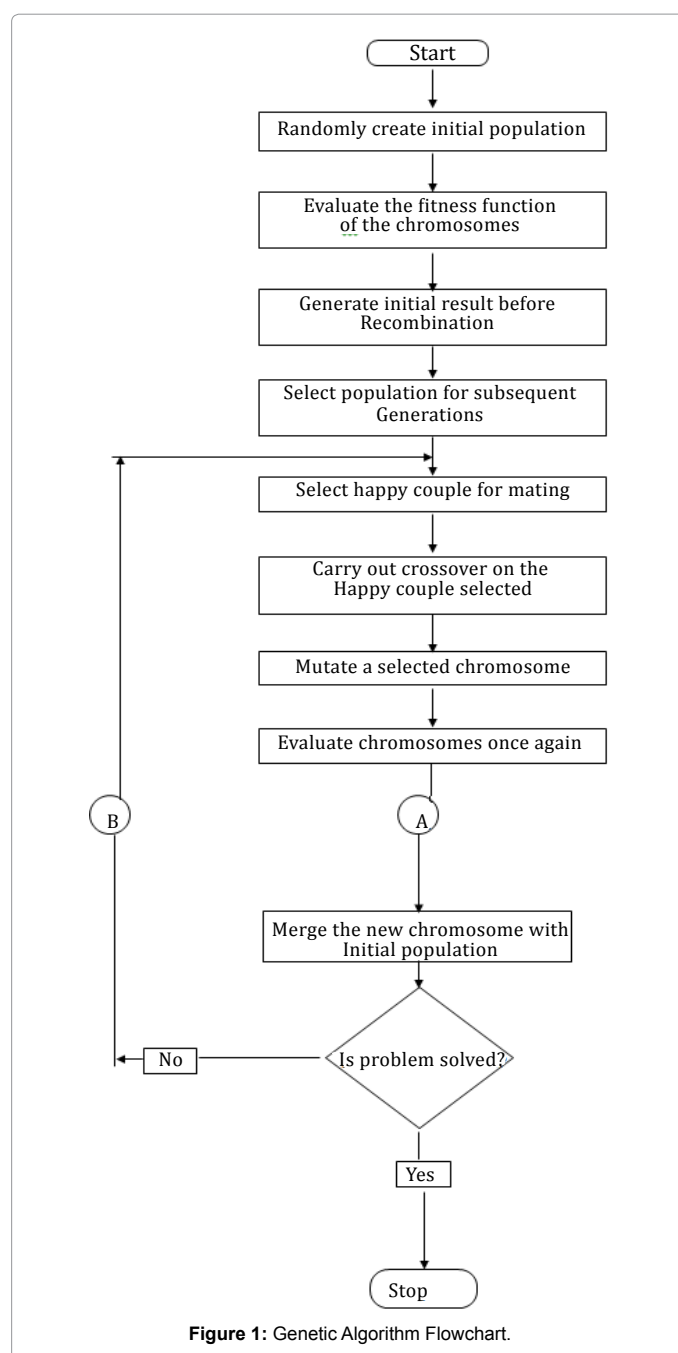 Start
Randomly create initial population
Evaluate the fitness function
of the chromosomes
Generate initial result before
Recombination
Select population for subsequent
Generations
Select happy couple for mating
Carry out crossover on the
Happy couple selected
Mutate a selected chromosome
Evaluate chromosomes once again
B
A
Merge the new chromosome with
Initial population
Is problem solved?
No
Yes
Stop
Figure 1: Genetic Algorithm Flowchart.